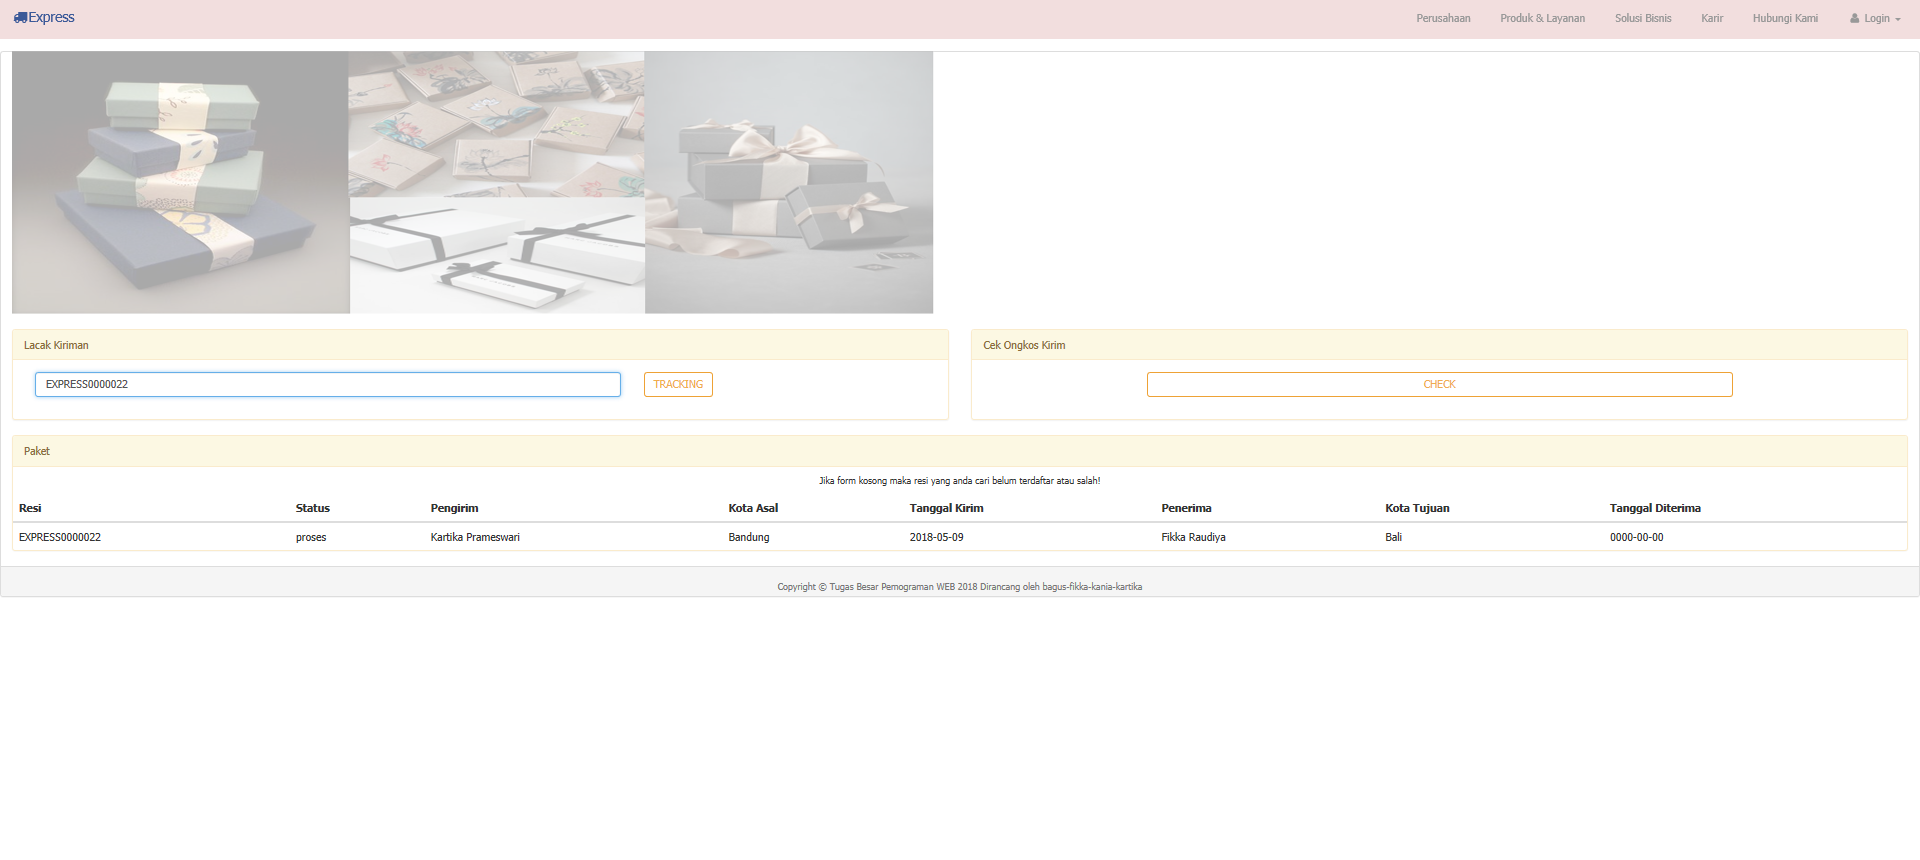 Express
Perusahaan Produk & Layanan Solusi Bisnis Karir Hubungi Kami Login
Lacak Kiriman
EXPRESS0000022 TRACKING
Cek Ongkos Kirim
CHECK
Paket
Jika form kosong maka resi yang anda cari belum terdaftar atau salah!
Resi Status Pengirim Kota Asal Tanggal Kirim Penerima Kota Tujuan Tanggal Diterima
EXPRESS0000022 proses Kartika Prameswari Bandung 2018-05-09 Fikka Raudiya Bali 0000-00-00
Copyright © Tugas Besar Pemograman WEB 2018 Dirancang oleh bagus-fikka-kania-kartika